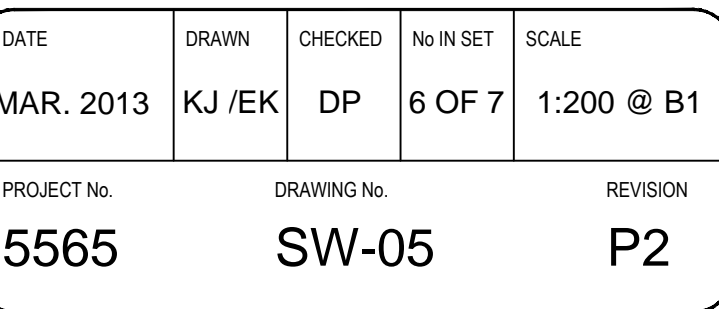 DATE DRAWN CHECKED No IN SET SCALE
MAR. 2013 KJ /EK DP 6 OF 7 1:200 @ B1
PROJECT No. DRAWING No. REVISION
5565 SW-05 P2